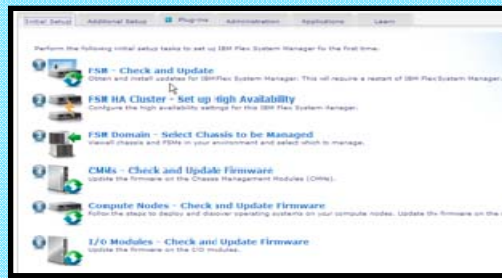 Initial Setup Additional Setup Plug-ins Administration Applications Learn
Perform the following initial setup tasks to set up IBM Flex System Manager for the first time.
FSM - Check and Update
Obtain and install updates for IBM Flex System Manager. This will require a restart of IBM Flex System Manager.
FSM HA Cluster - Set up High Availability
Configure the high availability settings for this IBM Flex System Manager.
FSM Domain - Select Chassis to be Managed
View all chassis and FSMs in your environment and select which to manage.
CMMs - Check and Update Firmware
Update the firmware on the Chassis Management Modules (CMMs).
Compute Nodes - Check and Update Firmware
Follow the steps to deploy and discover operating systems on your compute nodes. Update the firmware on the
I/O Modules - Check and Update Firmware
Update the firmware on the I/O modules.